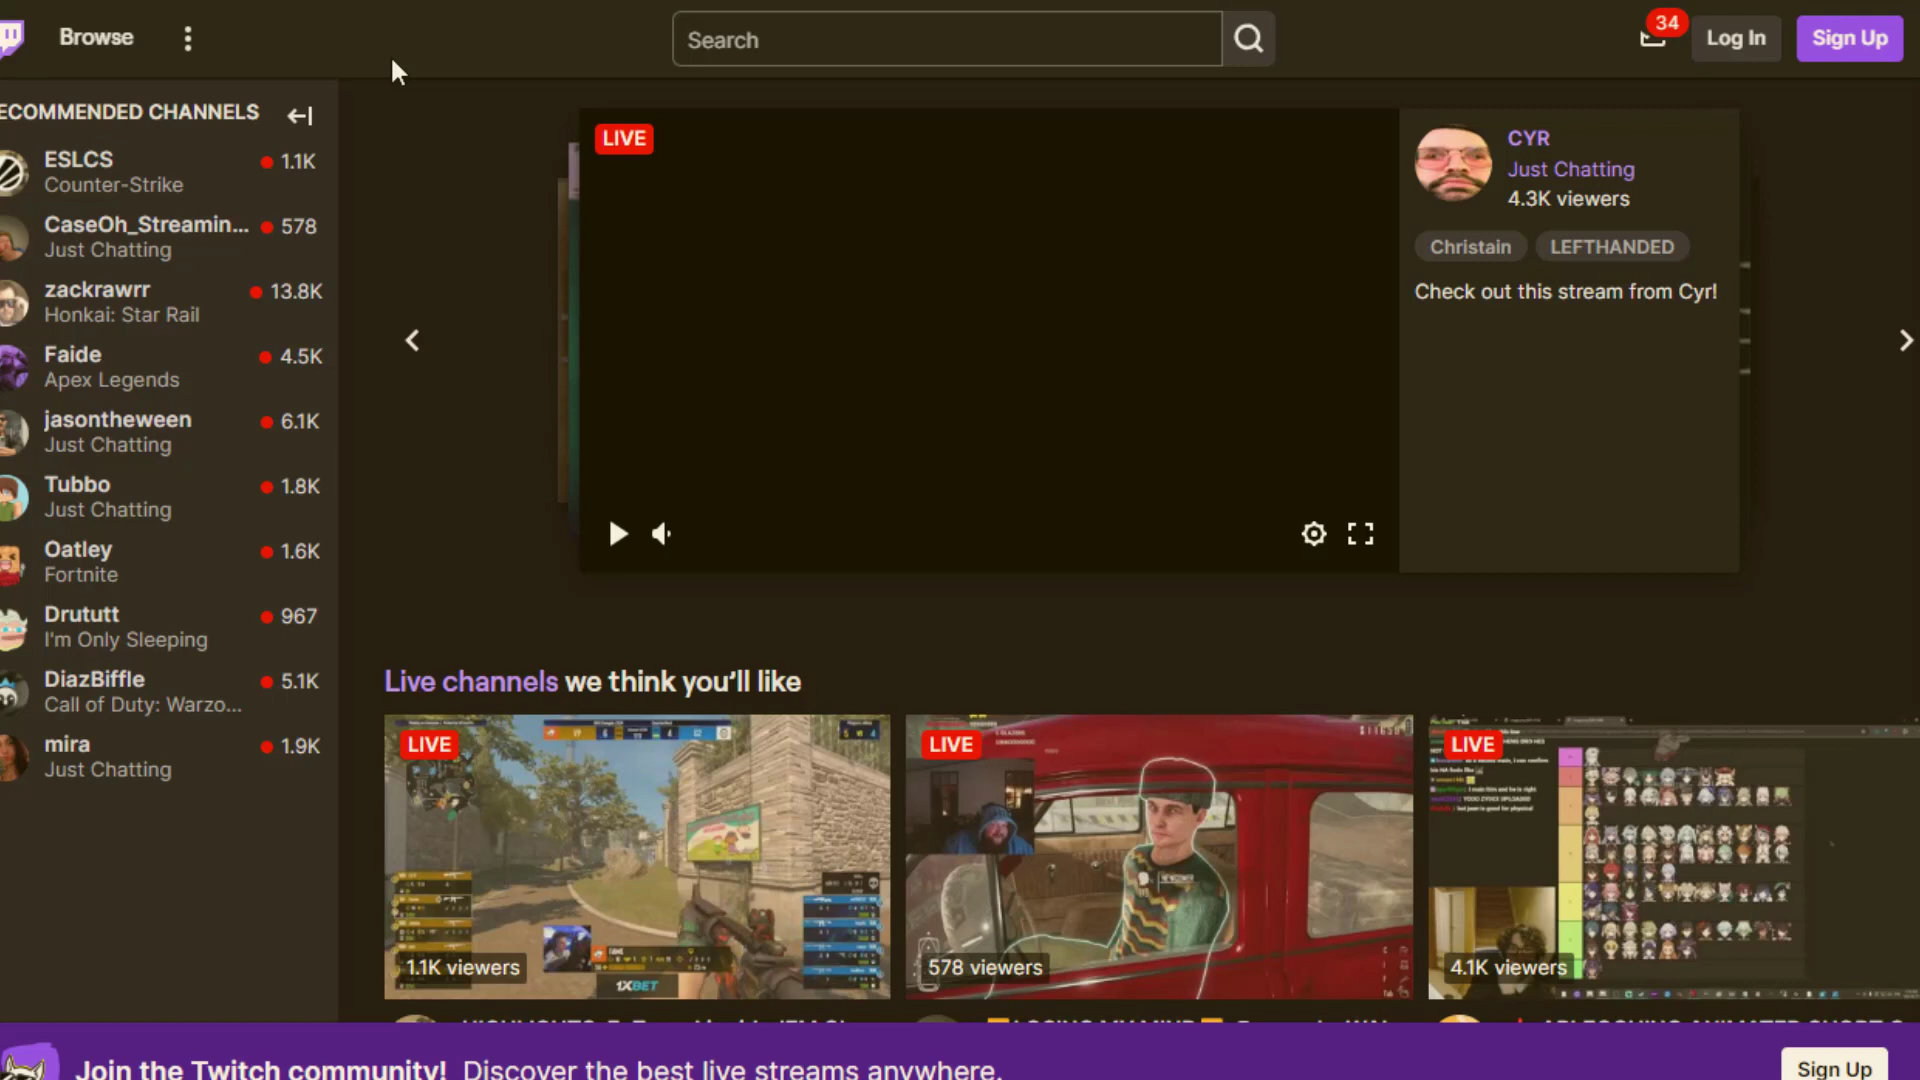 Browse
Search
34
Log In
Sign Up
ECOMMENDED CHANNELS
ESLCS
1.1K
Counter-Strike
CaseOh_Streamin...
578
Just Chatting
zackrawrr
13.8K
Honkai: Star Rail
Faide
4.5K
Apex Legends
jasontheween
6.1K
Just Chatting
Tubbo
1.8K
Just Chatting
Oatley
1.6K
Fortnite
Drututt
967
I'm Only Sleeping
DiazBiffle
5.1K
Call of Duty: Warzo...
mira
1.9K
Just Chatting
LIVE
CYR
Just Chatting
4.3K viewers
Christain
LEFTHANDED
Check out this stream from Cyr!
Live channels we think you'll like
LIVE
1.1K viewers
1XBET
LIVE
578 viewers
LIVE
4.1K viewers
Join the Twitch community! Discover the best live streams anywhere.
Sign Up